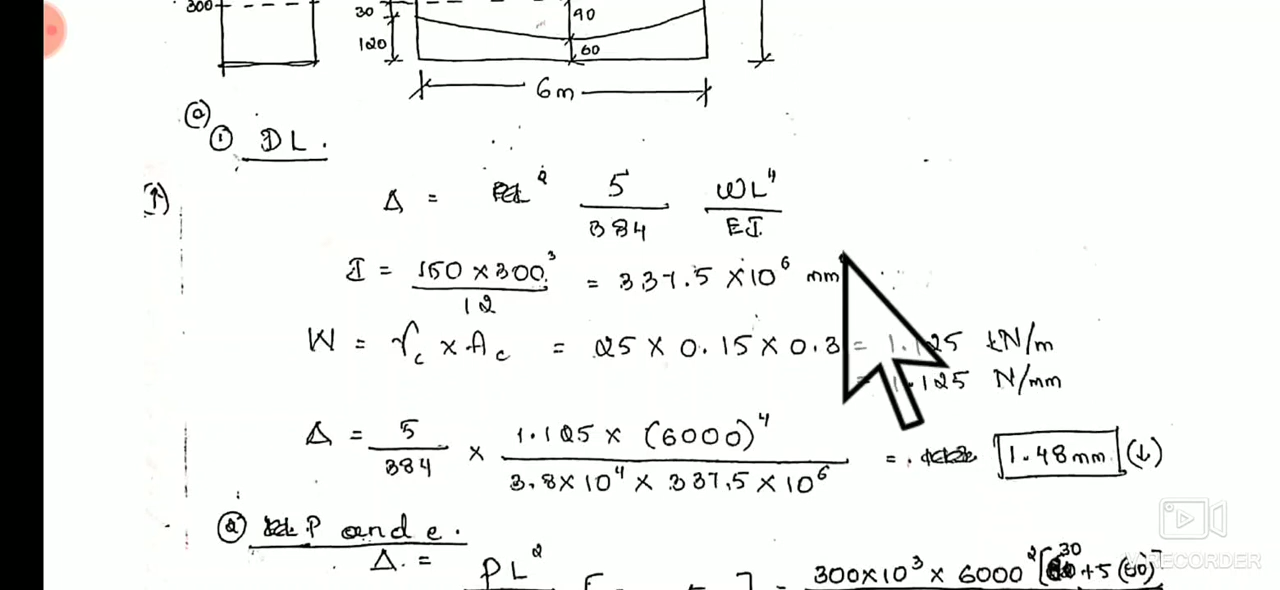 300
30
90
120
60
6m
(a)
① DL.
Δ = 5/384 WL⁴/EI
I = 150 × 300³/12 = 337.5 × 10⁶ mm
W = γc × Ac = 25 × 0.15 × 0.3 = 1.125 kN/m
= 1.125 N/mm
Δ = 5/384 × 1.125 × (6000)⁴/3.8 × 10⁴ × 337.5 × 10⁶ = 1.48 mm (↓)
② P and e.
Δ. = PL² = 300×10³ × 6000² [30 + 5(60)]
V RECORDER